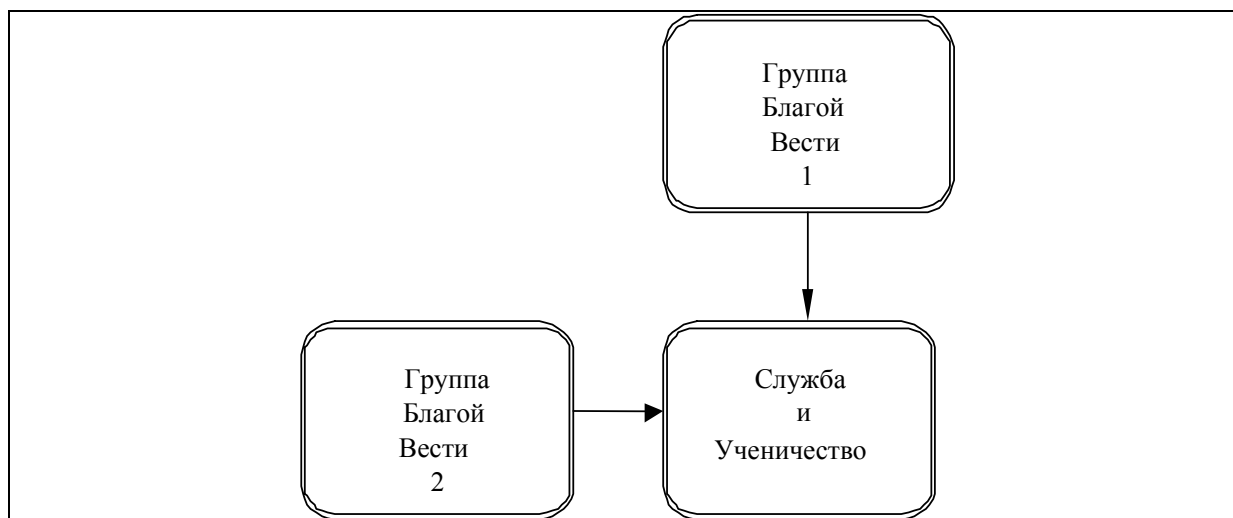 Группа
Благой
Вести
1
Группа
Благой
Вести
2
Служба
и
Ученичество